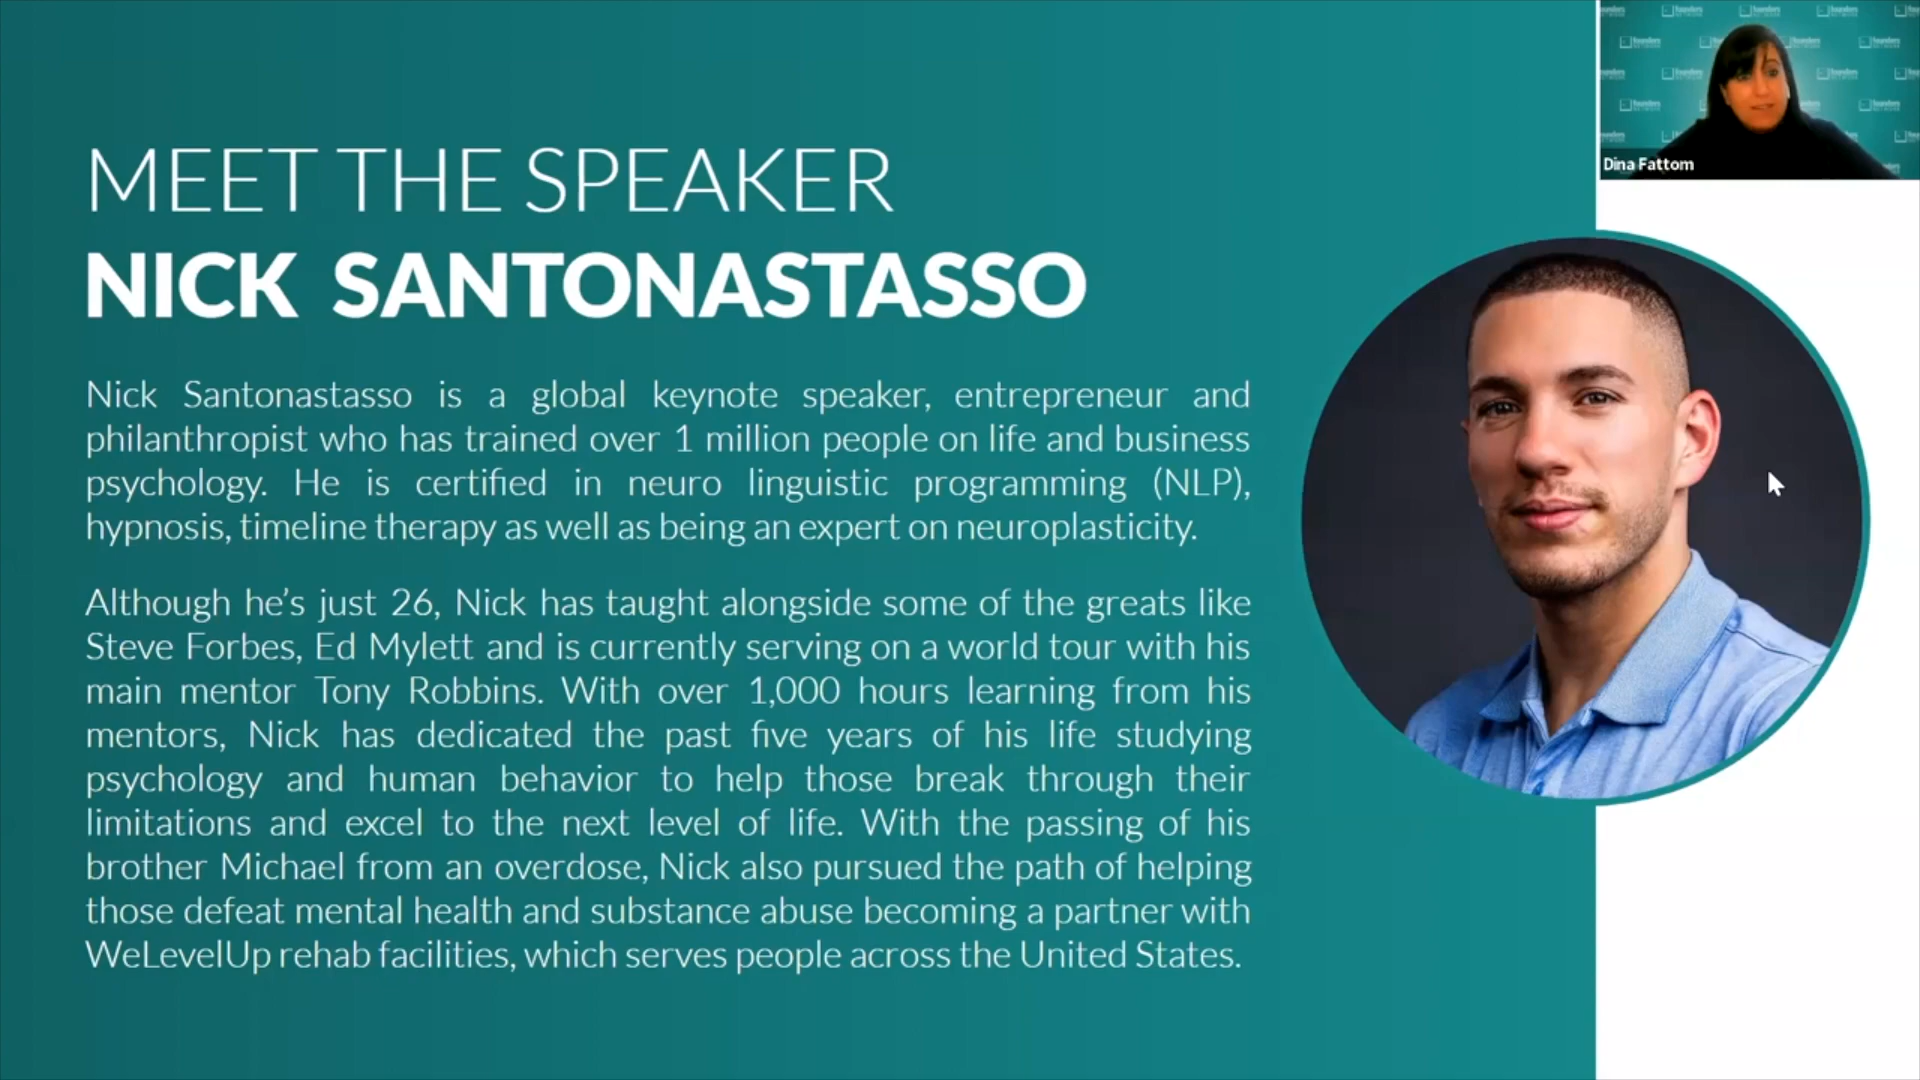 MEET THE SPEAKER
NICK SANTONASTASSO
Nick Santonastasso is a global keynote speaker, entrepreneur and
philanthropist who has trained over 1 million people on life and business
psychology. He is certified in neuro linguistic programming (NLP),
hypnosis, timeline therapy as well as being an expert on neuroplasticity.
Although he’s just 26, Nick has taught alongside some of the greats like
Steve Forbes, Ed Mylett and is currently serving on a world tour with his
main mentor Tony Robbins. With over 1,000 hours learning from his
mentors, Nick has dedicated the past five years of his life studying
psychology and human behavior to help those break through their
limitations and excel to the next level of life. With the passing of his
brother Michael from an overdose, Nick also pursued the path of helping
those defeat mental health and substance abuse becoming a partner with
WeLevelUp rehab facilities, which serves people across the United States.
Dina Fattom